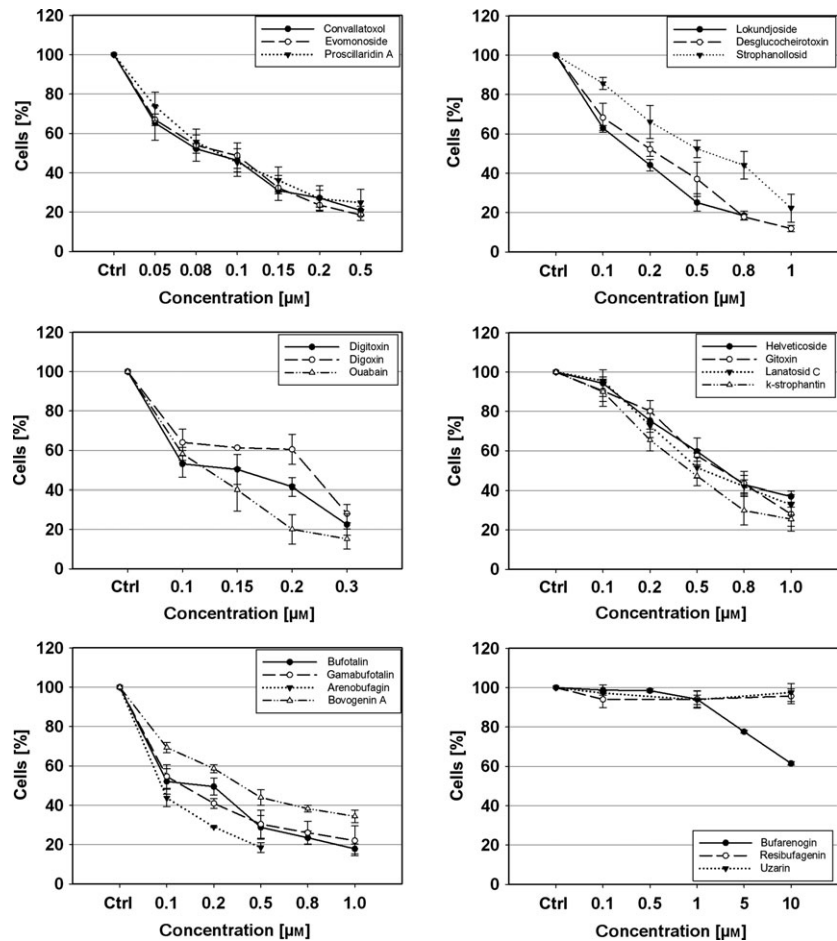 120
100
80
60
40
20
0
Cells [%]
Convallatoxol
Evomonoside
Proscillaridin A
Ctrl 0.05 0.08 0.1 0.15 0.2 0.5
Concentration [µM]
120
100
80
60
40
20
0
Cells [%]
Lokundjoside
Desglucocheirotoxin
Strophanollosid
Ctrl 0.1 0.2 0.5 0.8 1
Concentration [µM]
120
100
80
60
40
20
0
Cells [%]
Digitoxin
Digoxin
Ouabain
Ctrl 0.1 0.15 0.2 0.3
Concentration [µM]
120
100
80
60
40
20
0
Cells [%]
Helveticoside
Gitoxin
Lanatosid C
k-strophantin
Ctrl 0.1 0.2 0.5 0.8 1.0
Concentration [µM]
120
100
80
60
40
20
0
Cells [%]
Bufotalin
Gamabufotalin
Arenobufagin
Bovogenin A
Ctrl 0.1 0.2 0.5 0.8 1.0
Concentration [µM]
120
100
80
60
40
20
0
Cells [%]
Bufarenogin
Resibufagenin
Uzarin
Ctrl 0.1 0.5 1 5 10
Concentration [µM]